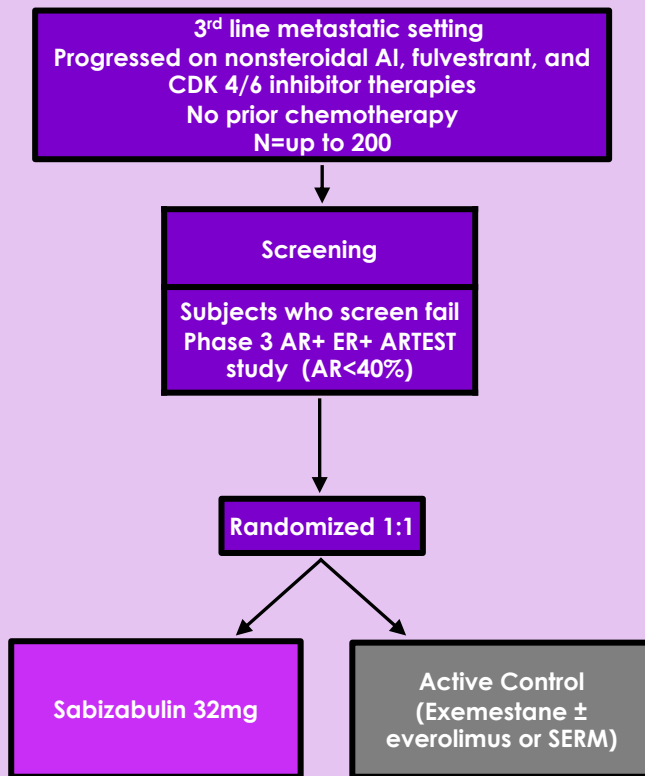 3rd line metastatic setting
Progressed on nonsteroidal AI, fulvestrant, and
CDK 4/6 inhibitor therapies
No prior chemotherapy
N=up to 200
Screening
Subjects who screen fail
Phase 3 AR+ ER+ ARTEST
study (AR<40%)
Randomized 1:1
Sabizabulin 32mg
Active Control
(Exemestane ±
everolimus or SERM)